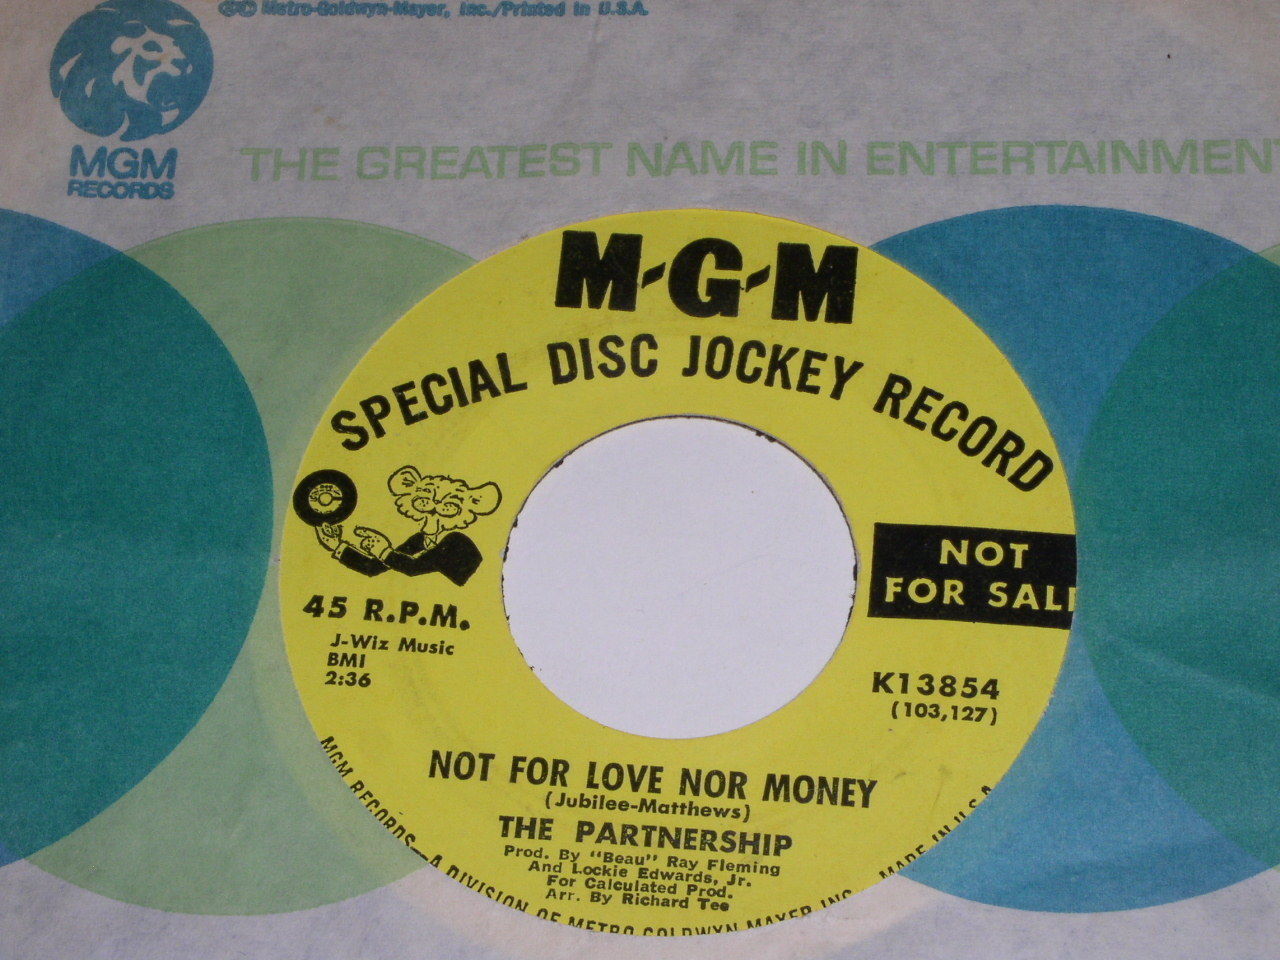 ℗© Metro-Goldwyn-Mayer, Inc./Printed in U.S.A.
MGM
RECORDS
THE GREATEST NAME IN ENTERTAINMENT
M-G-M
SPECIAL DISC JOCKEY RECORD
NOT
FOR SALE
45 R.P.M.
J-Wiz Music
BMI
2:36
K13854
(103,127)
NOT FOR LOVE NOR MONEY
(Jubilee-Matthews)
THE PARTNERSHIP
Prod. By "Beau" Ray Fleming
And Lockie Edwards, Jr.
For Calculated Prod.
Arr. By Richard Tee
MGM RECORDS—A DIVISION OF METRO GOLDWYN MAYER INC. MADE IN U.S.A.